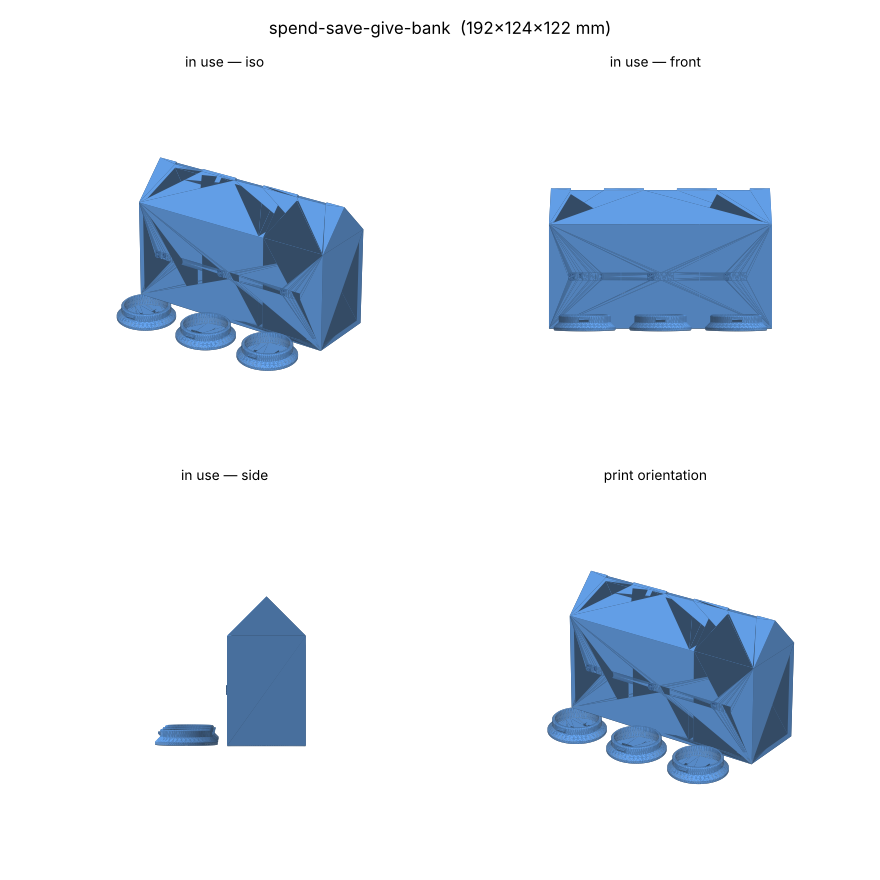 spend-save-give-bank (192×124×122 mm)
in use — iso
in use — front
in use — side
print orientation